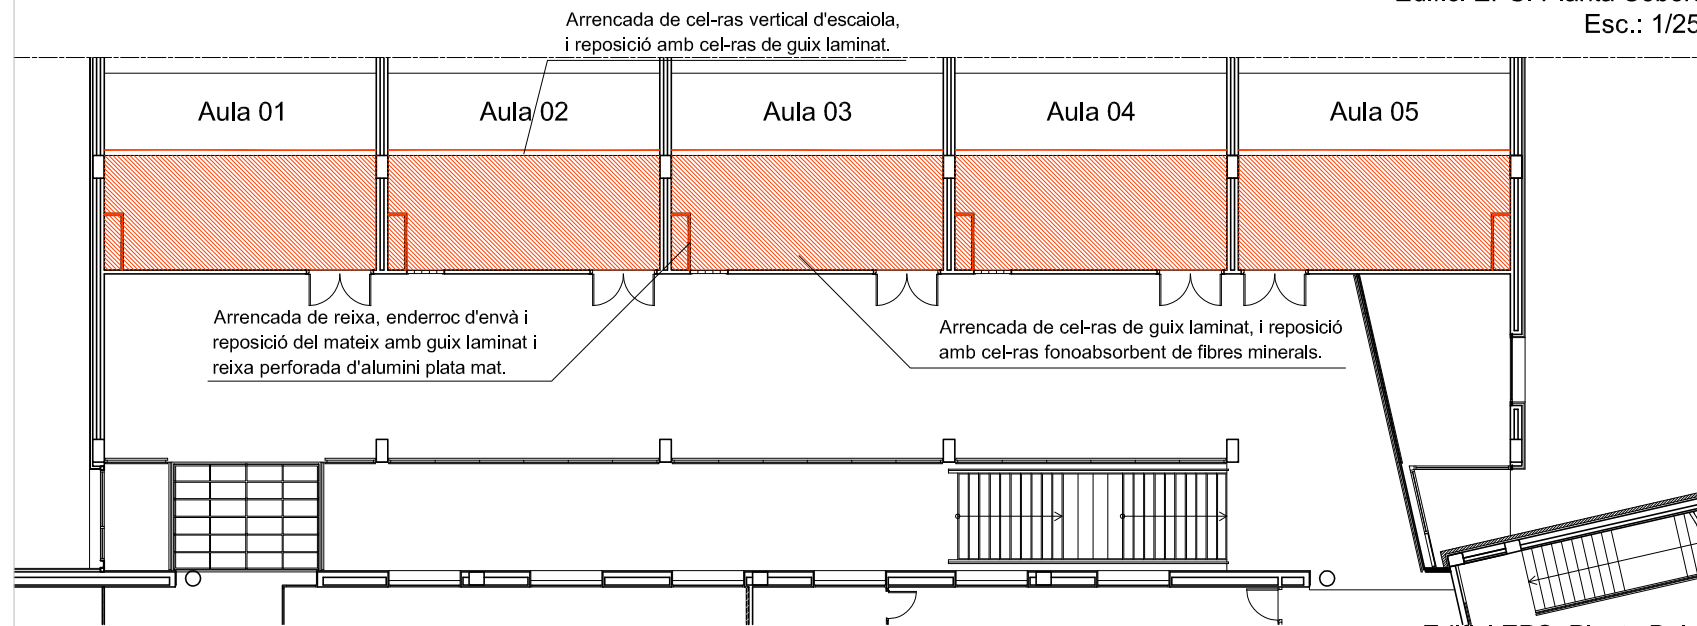 Esc.: 1/25
Arrencada de cel-ras vertical d'escaiola,
i reposició amb cel-ras de guix laminat.
Aula 01
Aula 02
Aula 03
Aula 04
Aula 05
Arrencada de reixa, enderroc d'envà i
reposició del mateix amb guix laminat i
reixa perforada d'alumini plata mat.
Arrencada de cel-ras de guix laminat, i reposició
amb cel-ras fonoabsorbent de fibres minerals.